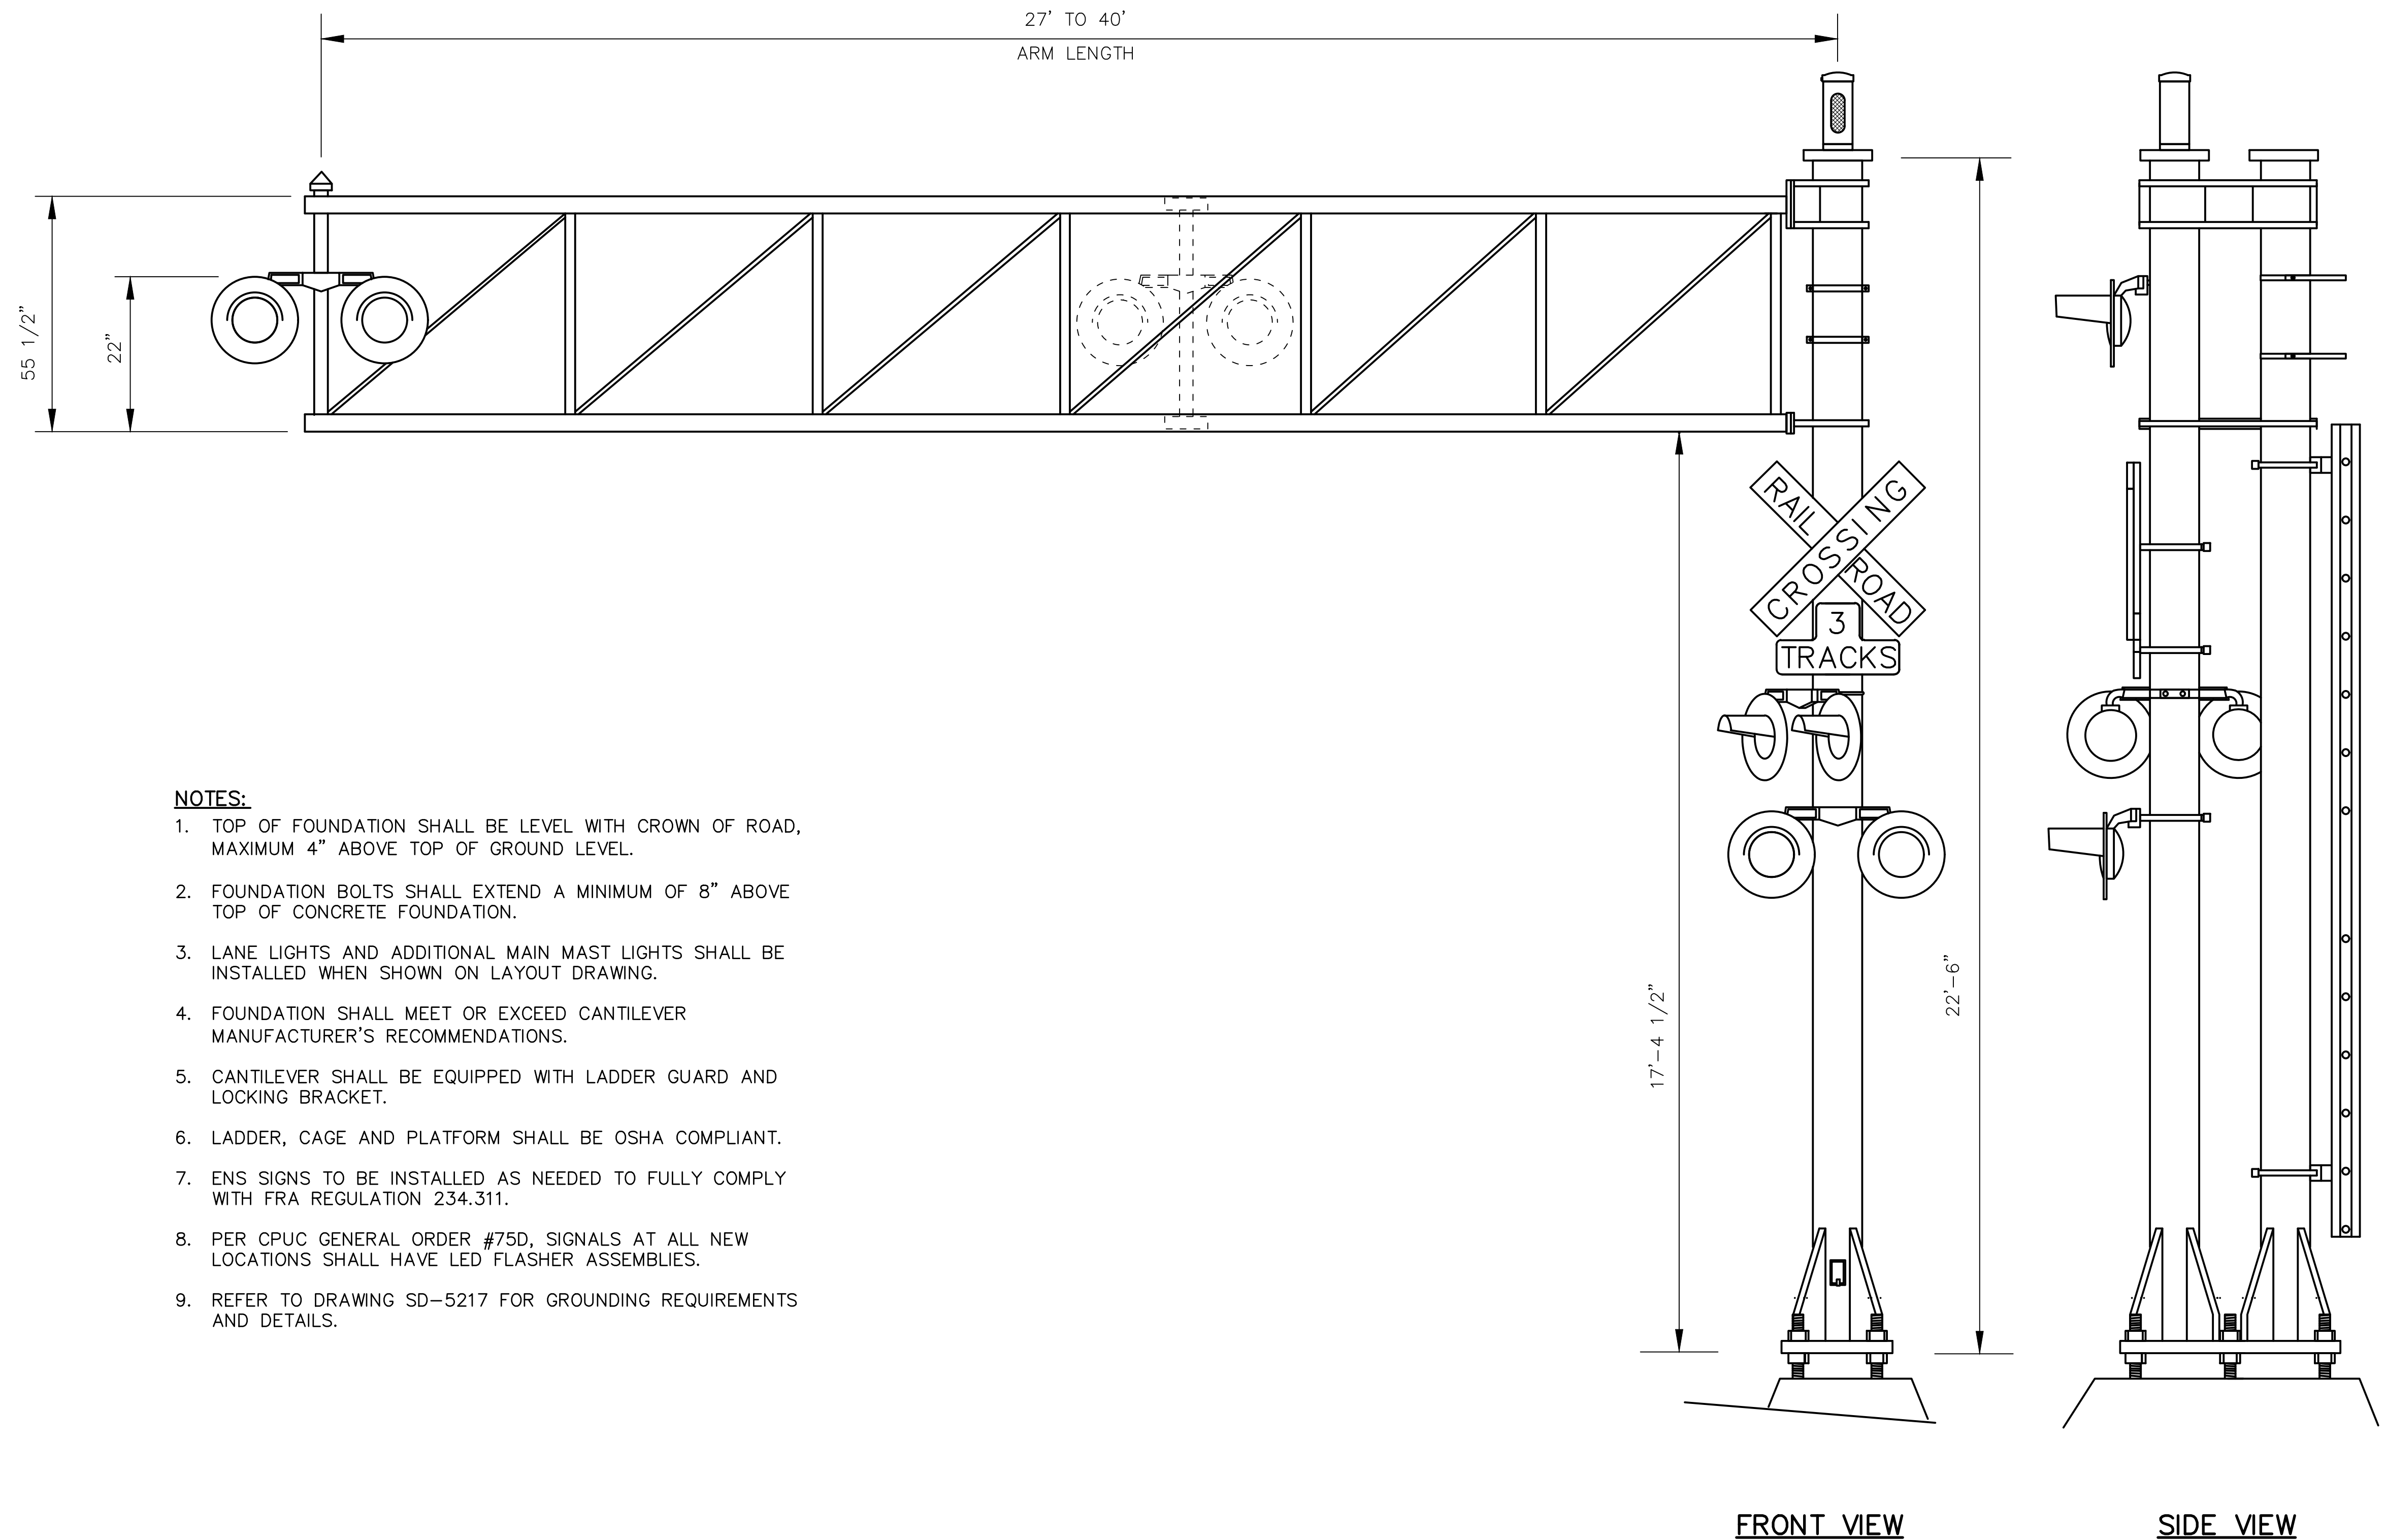 27' TO 40'
ARM LENGTH
55 1/2"
22"
RAIL ROAD
CROSSING
3
TRACKS
17'-4 1/2"
22'-6"
NOTES:
1. TOP OF FOUNDATION SHALL BE LEVEL WITH CROWN OF ROAD,
MAXIMUM 4" ABOVE TOP OF GROUND LEVEL.
2. FOUNDATION BOLTS SHALL EXTEND A MINIMUM OF 8" ABOVE
TOP OF CONCRETE FOUNDATION.
3. LANE LIGHTS AND ADDITIONAL MAIN MAST LIGHTS SHALL BE
INSTALLED WHEN SHOWN ON LAYOUT DRAWING.
4. FOUNDATION SHALL MEET OR EXCEED CANTILEVER
MANUFACTURER'S RECOMMENDATIONS.
5. CANTILEVER SHALL BE EQUIPPED WITH LADDER GUARD AND
LOCKING BRACKET.
6. LADDER, CAGE AND PLATFORM SHALL BE OSHA COMPLIANT.
7. ENS SIGNS TO BE INSTALLED AS NEEDED TO FULLY COMPLY
WITH FRA REGULATION 234.311.
8. PER CPUC GENERAL ORDER #75D, SIGNALS AT ALL NEW
LOCATIONS SHALL HAVE LED FLASHER ASSEMBLIES.
9. REFER TO DRAWING SD-5217 FOR GROUNDING REQUIREMENTS
AND DETAILS.
FRONT VIEW
SIDE VIEW